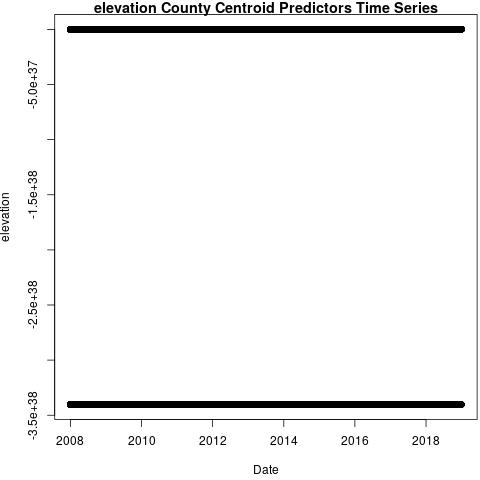 elevation County Centroid Predictors Time Series
-5.0e+37
-1.5e+38
-2.5e+38
-3.5e+38
elevation
2008 2010 2012 2014 2016 2018
Date